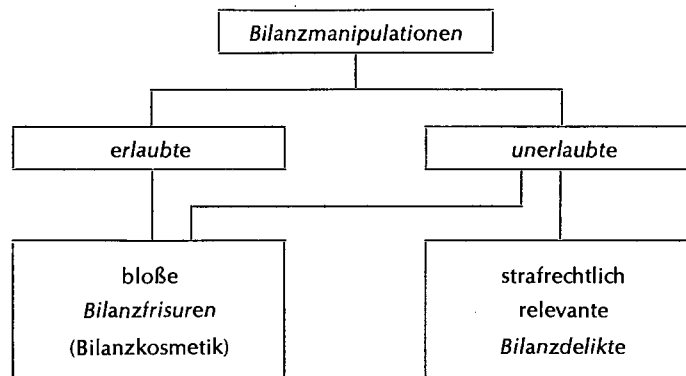 Bilanzmanipulationen
erlaubte
unerlaubte
bloße
Bilanzfrisuren
(Bilanzkosmetik)
strafrechtlich
relevante
Bilanzdelikte